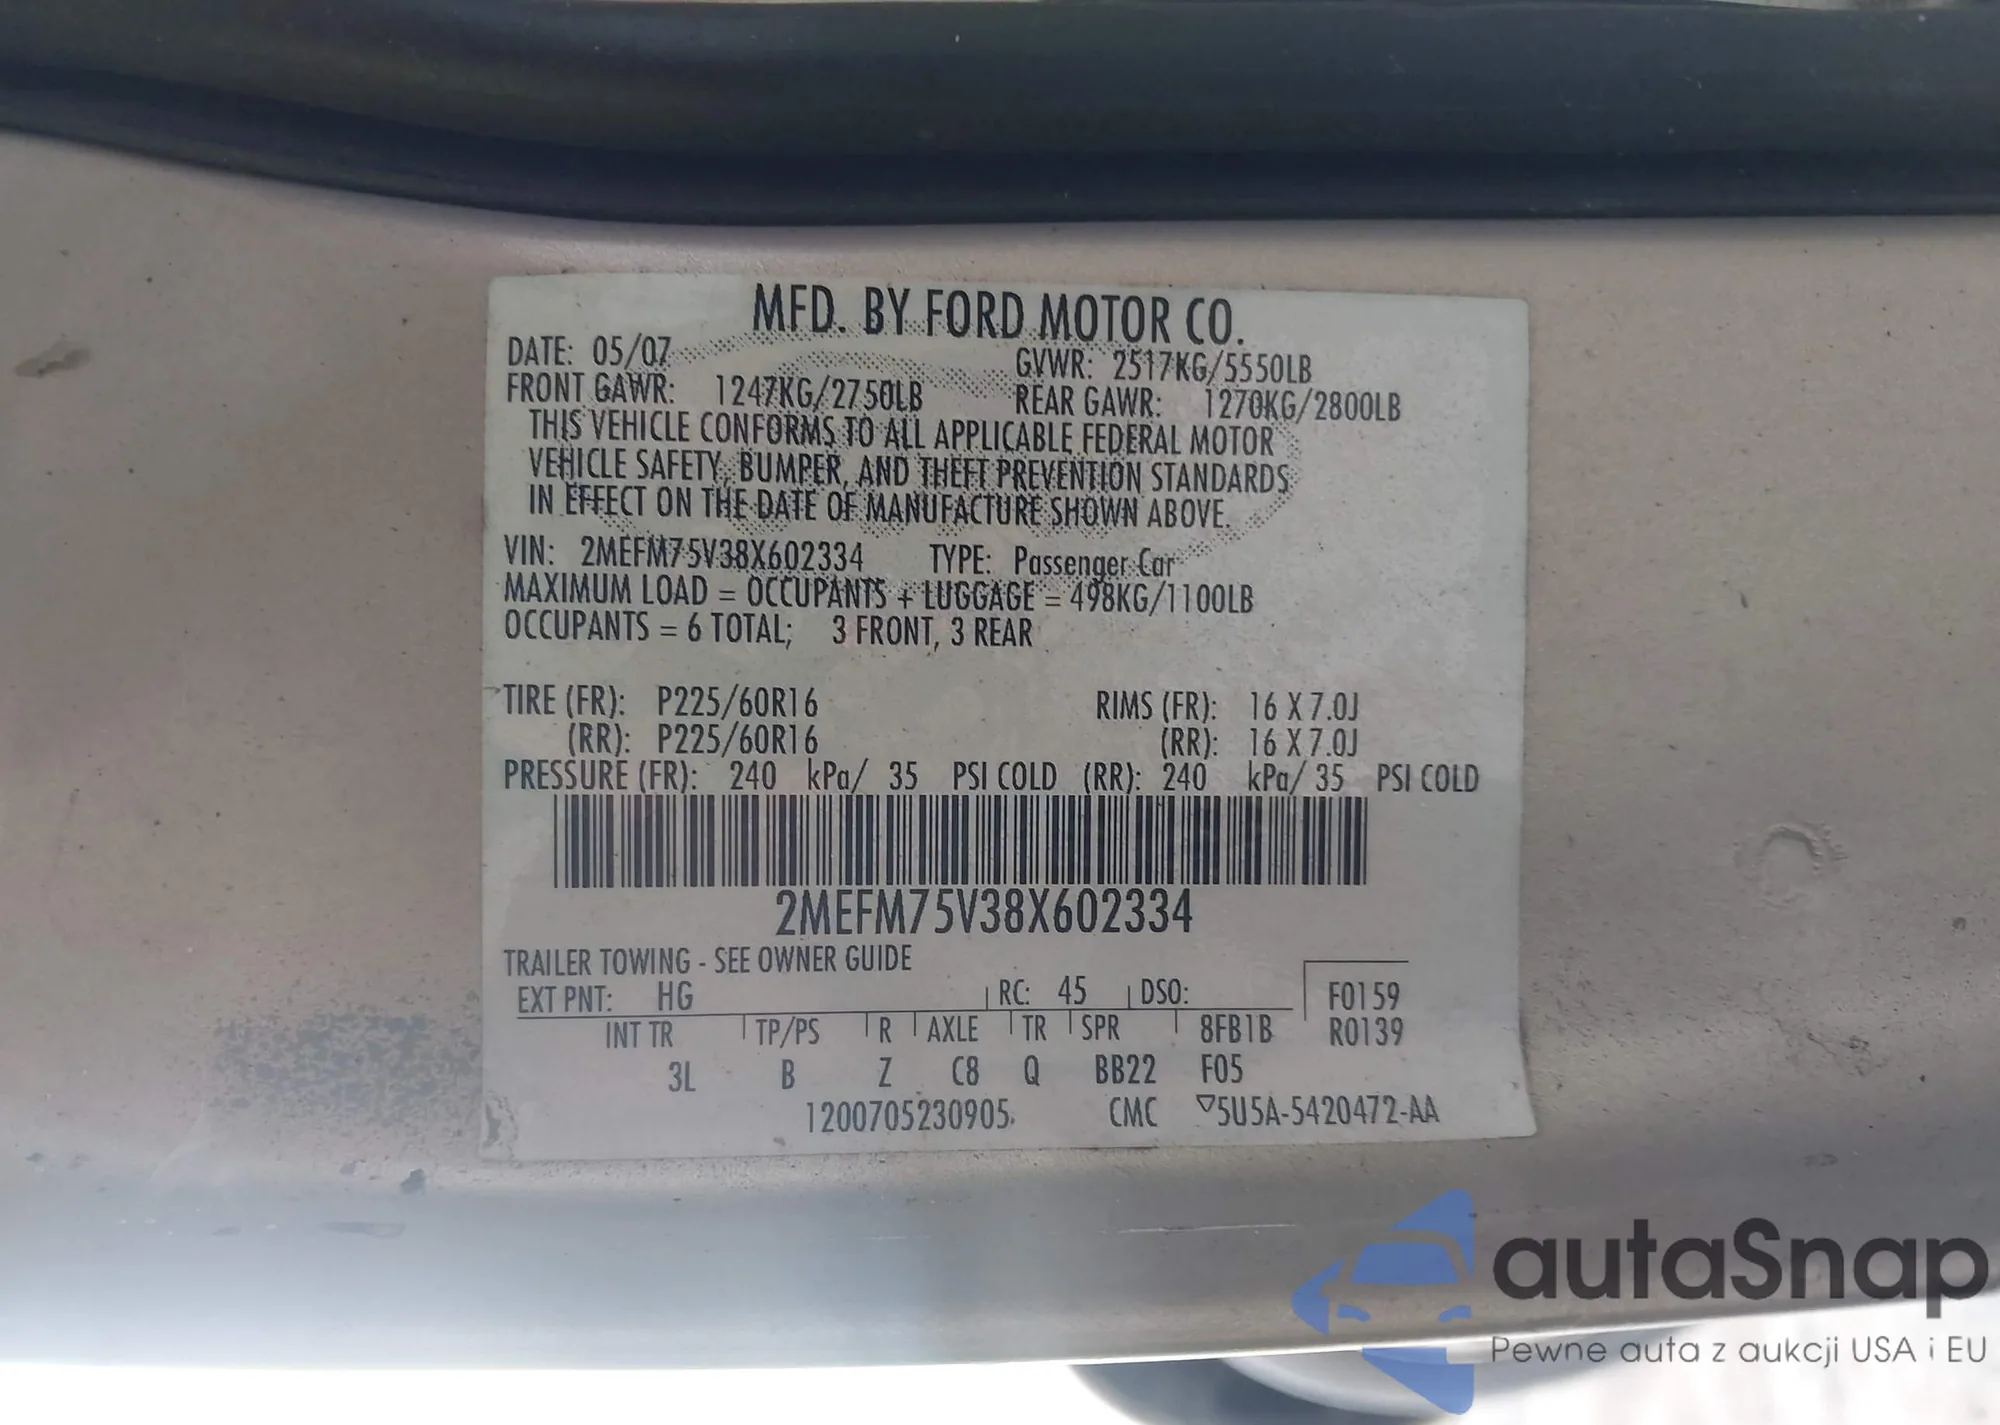 MFD. BY FORD MOTOR CO.
DATE: 05/07 GVWR: 2517KG/5550LB
FRONT GAWR: 1247KG/2750LB REAR GAWR: 1270KG/2800LB
THIS VEHICLE CONFORMS TO ALL APPLICABLE FEDERAL MOTOR
VEHICLE SAFETY, BUMPER, AND THEFT PREVENTION STANDARDS
IN EFFECT ON THE DATE OF MANUFACTURE SHOWN ABOVE.
VIN: 2MEFM75V38X602334 TYPE: Passenger Car
MAXIMUM LOAD = OCCUPANTS + LUGGAGE = 498KG/1100LB
OCCUPANTS = 6 TOTAL; 3 FRONT, 3 REAR
TIRE (FR): P225/60R16 RIMS (FR): 16 X 7.0J
(RR): P225/60R16 (RR): 16 X 7.0J
PRESSURE (FR): 240 kPa/ 35 PSI COLD (RR): 240 kPa/ 35 PSI COLD
2MEFM75V38X602334
TRAILER TOWING - SEE OWNER GUIDE
EXT PNT: HG RC: 45 DSO: F0159
INT TR TP/PS R AXLE TR SPR 8FB1B R0139
3L B Z C8 Q BB22 F05
1200705230905. CMC ▽5U5A-5420472-AA
autaSnap
Pewne auta z aukcji USA i EU